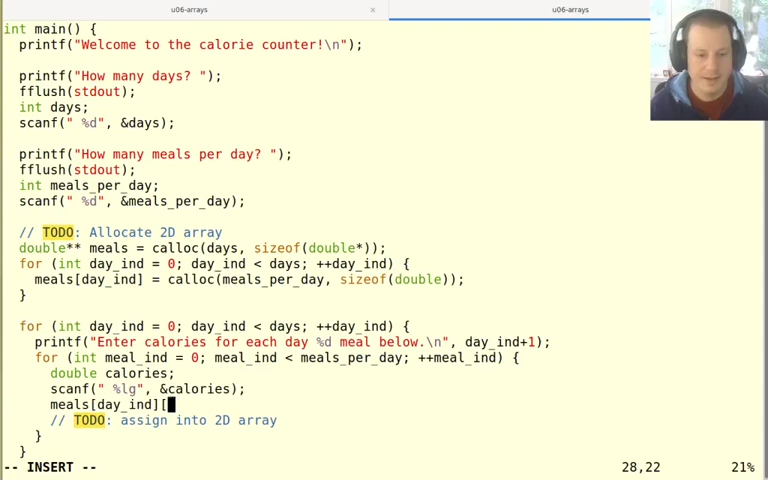 u06-arrays × u06-arrays
int main() {
printf("Welcome to the calorie counter!\n");
printf("How many days? ");
fflush(stdout);
int days;
scanf(" %d", &days);
printf("How many meals per day? ");
fflush(stdout);
int meals_per_day;
scanf(" %d", &meals_per_day);
// TODO: Allocate 2D array
double** meals = calloc(days, sizeof(double*));
for (int day_ind = 0; day_ind < days; ++day_ind) {
meals[day_ind] = calloc(meals_per_day, sizeof(double));
}
for (int day_ind = 0; day_ind < days; ++day_ind) {
printf("Enter calories for each day %d meal below.\n", day_ind+1);
for (int meal_ind = 0; meal_ind < meals_per_day; ++meal_ind) {
double calories;
scanf(" %lg", &calories);
meals[day_ind][
// TODO: assign into 2D array
}
}
-- INSERT -- 28,22 21%